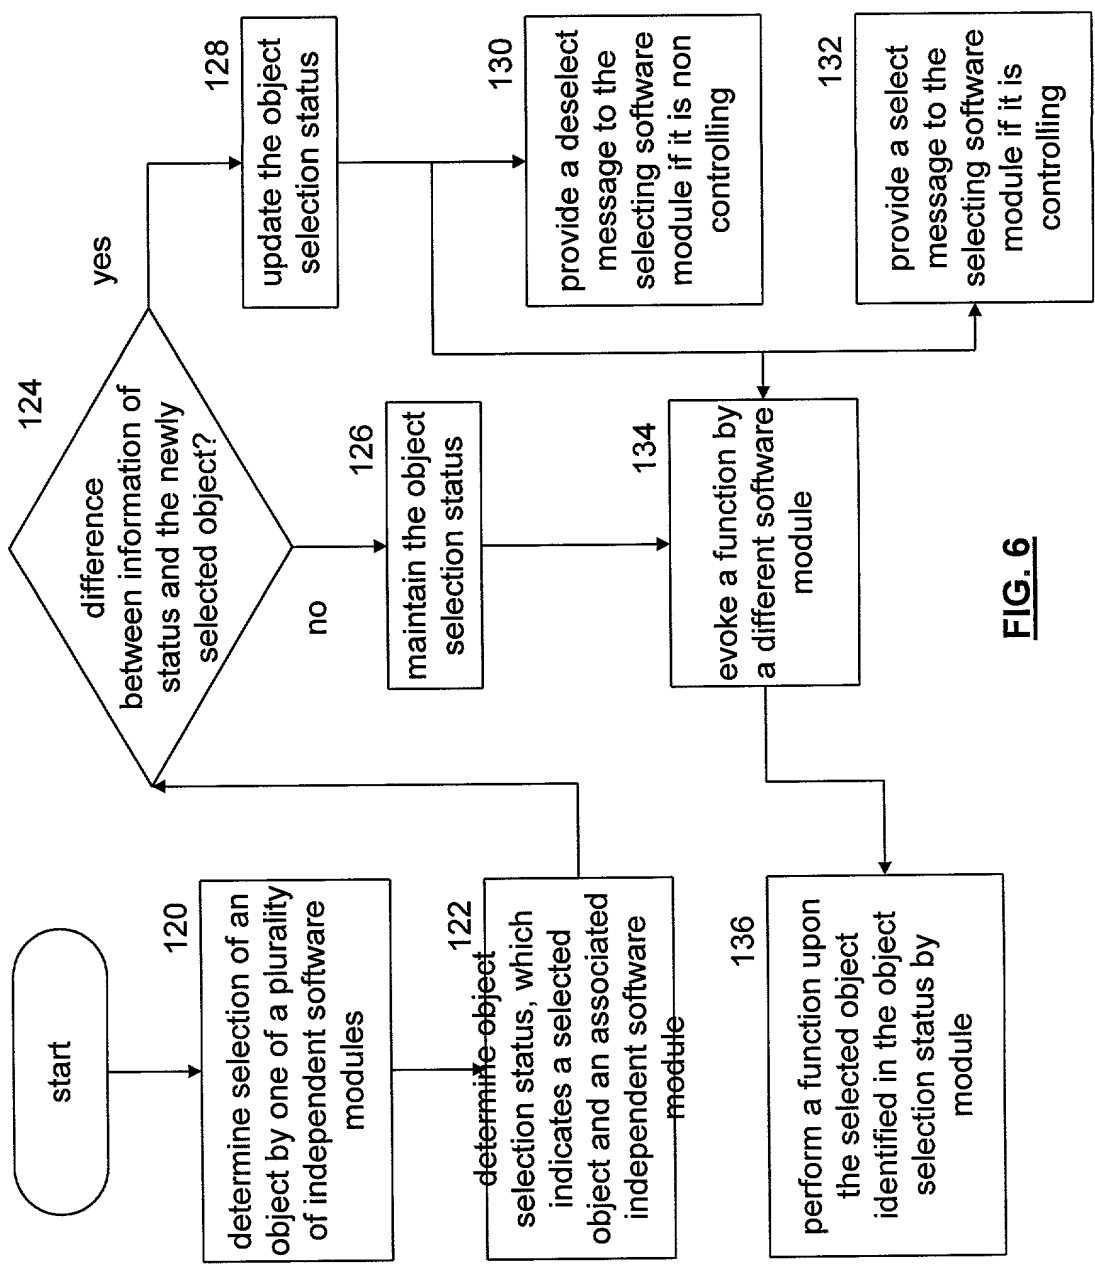 start
120
determine selection of an
object by one of a plurality
of independent software
modules
122
determine object
selection status, which
indicates a selected
object and an associated
independent software
module
124
difference
between information of
status and the newly
selected object?
yes
no
126
maintain the object
selection status
128
update the object
selection status
130
provide a deselect
message to the
selecting software
module if it is non
controlling
132
provide a select
message to the
selecting software
module if it is
controlling
134
evoke a function by
a different software
module
136
perform a function upon
the selected object
identified in the object
selection status by
module
FIG. 6